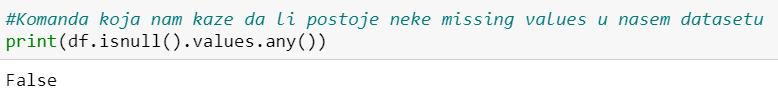 #Komanda koja nam kaze da li postoje neke missing values u nasem datasetu
print(df.isnull().values.any())
False